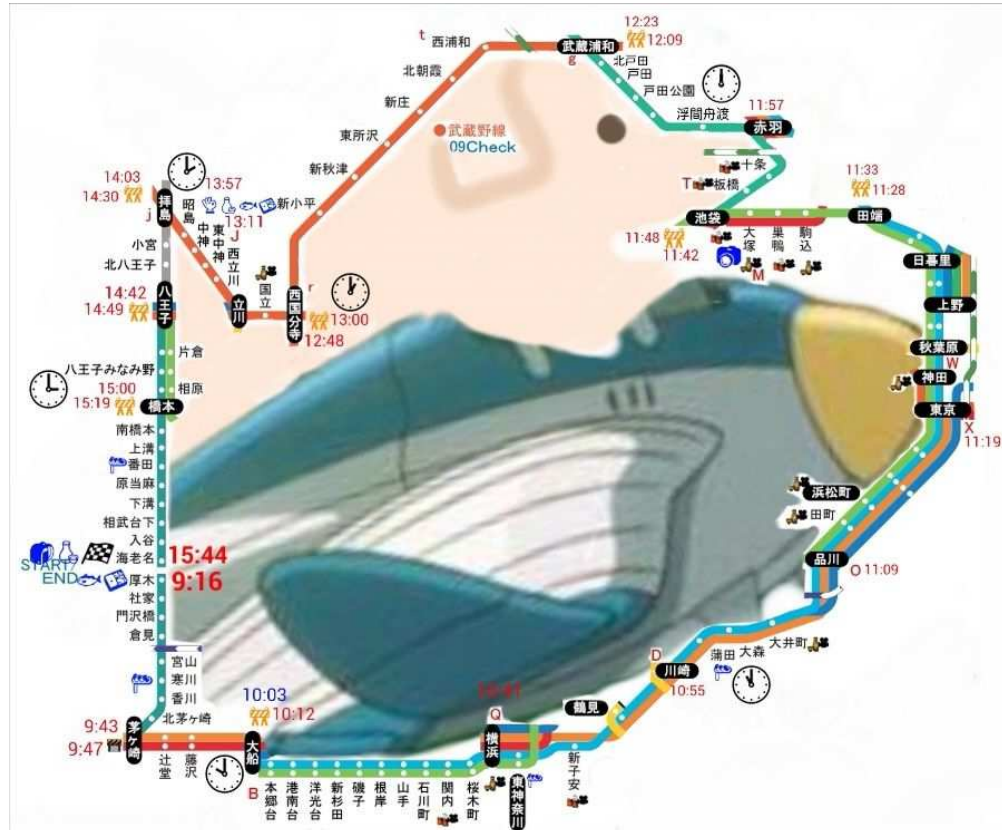 12:23
12:09
t
西浦和
武蔵浦和
g
北戸田
戸田
戸田公園
浮間舟渡
11:57
赤羽
北朝霞
新庄
東所沢
武蔵野線
09Check
新秋津
新小平
十条
T
板橋
11:33
11:28
池袋
田端
11:48
11:42
大塚
巣鴨
駒込
M
日暮里
上野
秋葉原
W
神田
東京
X
11:19
14:03
14:30
拝島
j
昭島
13:57
中神
東中神
13:11
J
西立川
立川
国立
西国分寺
r
13:00
12:48
小宮
北八王子
14:42
14:49
八王子
片倉
八王子みなみ野
15:00
相原
15:19
橋本
南橋本
上溝
番田
原当麻
下溝
相武台下
入谷
海老名
15:44
START/
END
9:16
厚木
社家
門沢橋
倉見
宮山
寒川
香川
北茅ヶ崎
9:43
9:47
茅ヶ崎
辻堂
藤沢
10:03
10:12
大船
B
本郷台
港南台
洋光台
新杉田
磯子
根岸
山手
石川町
関内
桜木町
Q
横浜
東神奈川
新子安
鶴見
D
川崎
10:55
蒲田
大森
大井町
品川
O
11:09
田町
浜松町